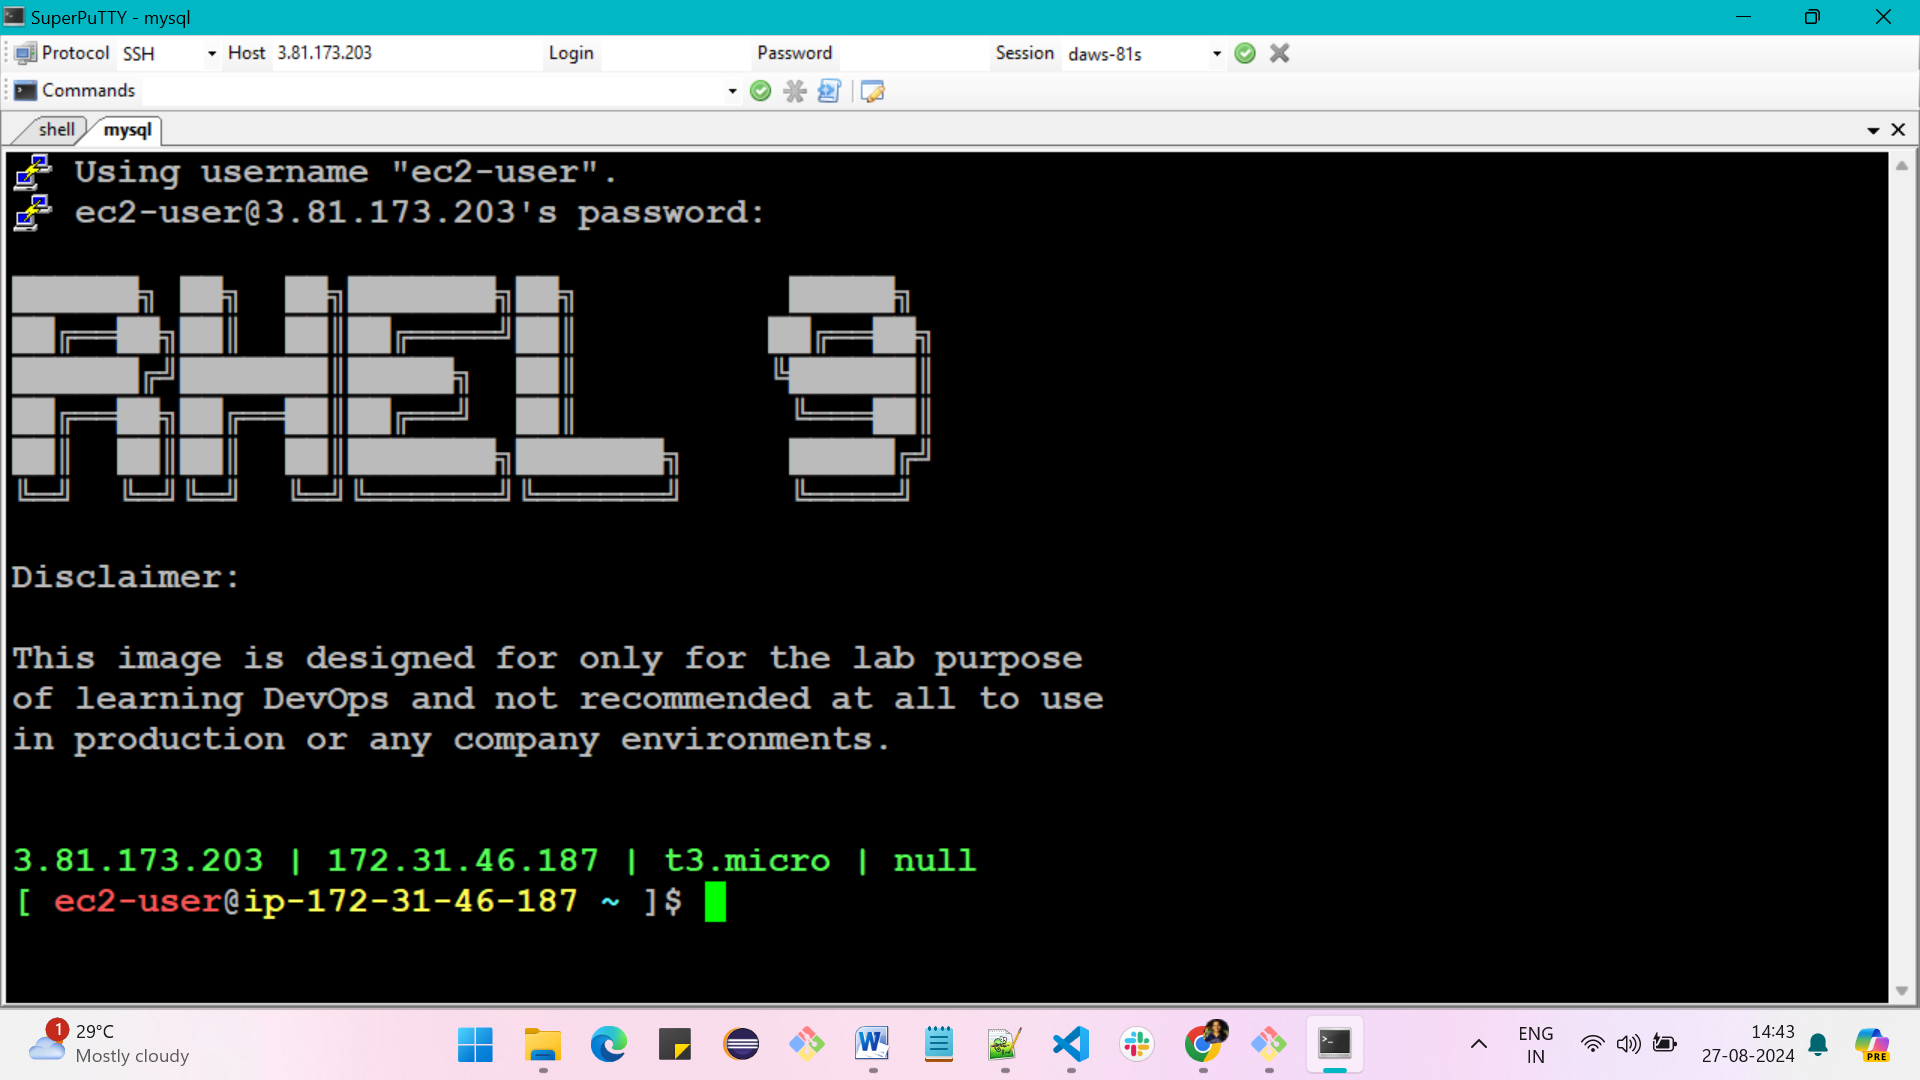 SuperPuTTY - mysql
Protocol SSH Host 3.81.173.203 Login Password Session daws-81s
Commands
shell mysql
Using username "ec2-user".
ec2-user@3.81.173.203's password:
RHEL 9
Disclaimer:
This image is designed for only for the lab purpose
of learning DevOps and not recommended at all to use
in production or any company environments.
3.81.173.203 | 172.31.46.187 | t3.micro | null
[ ec2-user@ip-172-31-46-187 ~ ]$
1 29°C
Mostly cloudy
W
PRE
ENG
IN
14:43
27-08-2024